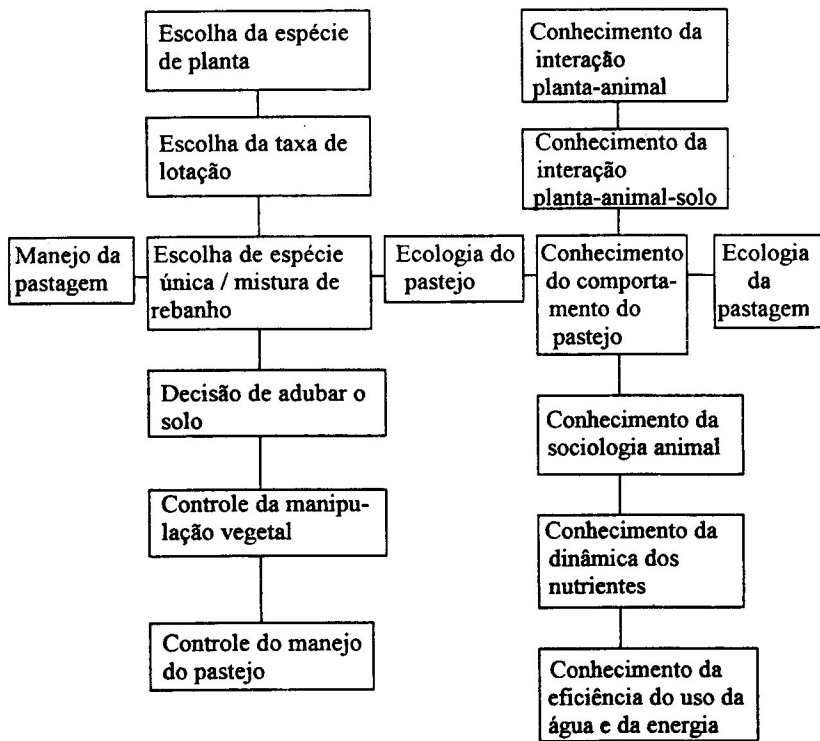 Escolha da espécie
de planta
Escolha da taxa de
lotação
Manejo da
pastagem
Escolha de espécie
única / mistura de
rebanho
Decisão de adubar o
solo
Controle da manipu-
lação vegetal
Controle do manejo
do pastejo
Ecologia do
pastejo
Conhecimento da
interação
planta-animal
Conhecimento da
interação
planta-animal-solo
Conhecimento
do comporta-
mento do
pastejo
Ecologia
da
pastagem
Conhecimento da
sociologia animal
Conhecimento da
dinâmica dos
nutrientes
Conhecimento da
eficiência do uso da
água e da energia